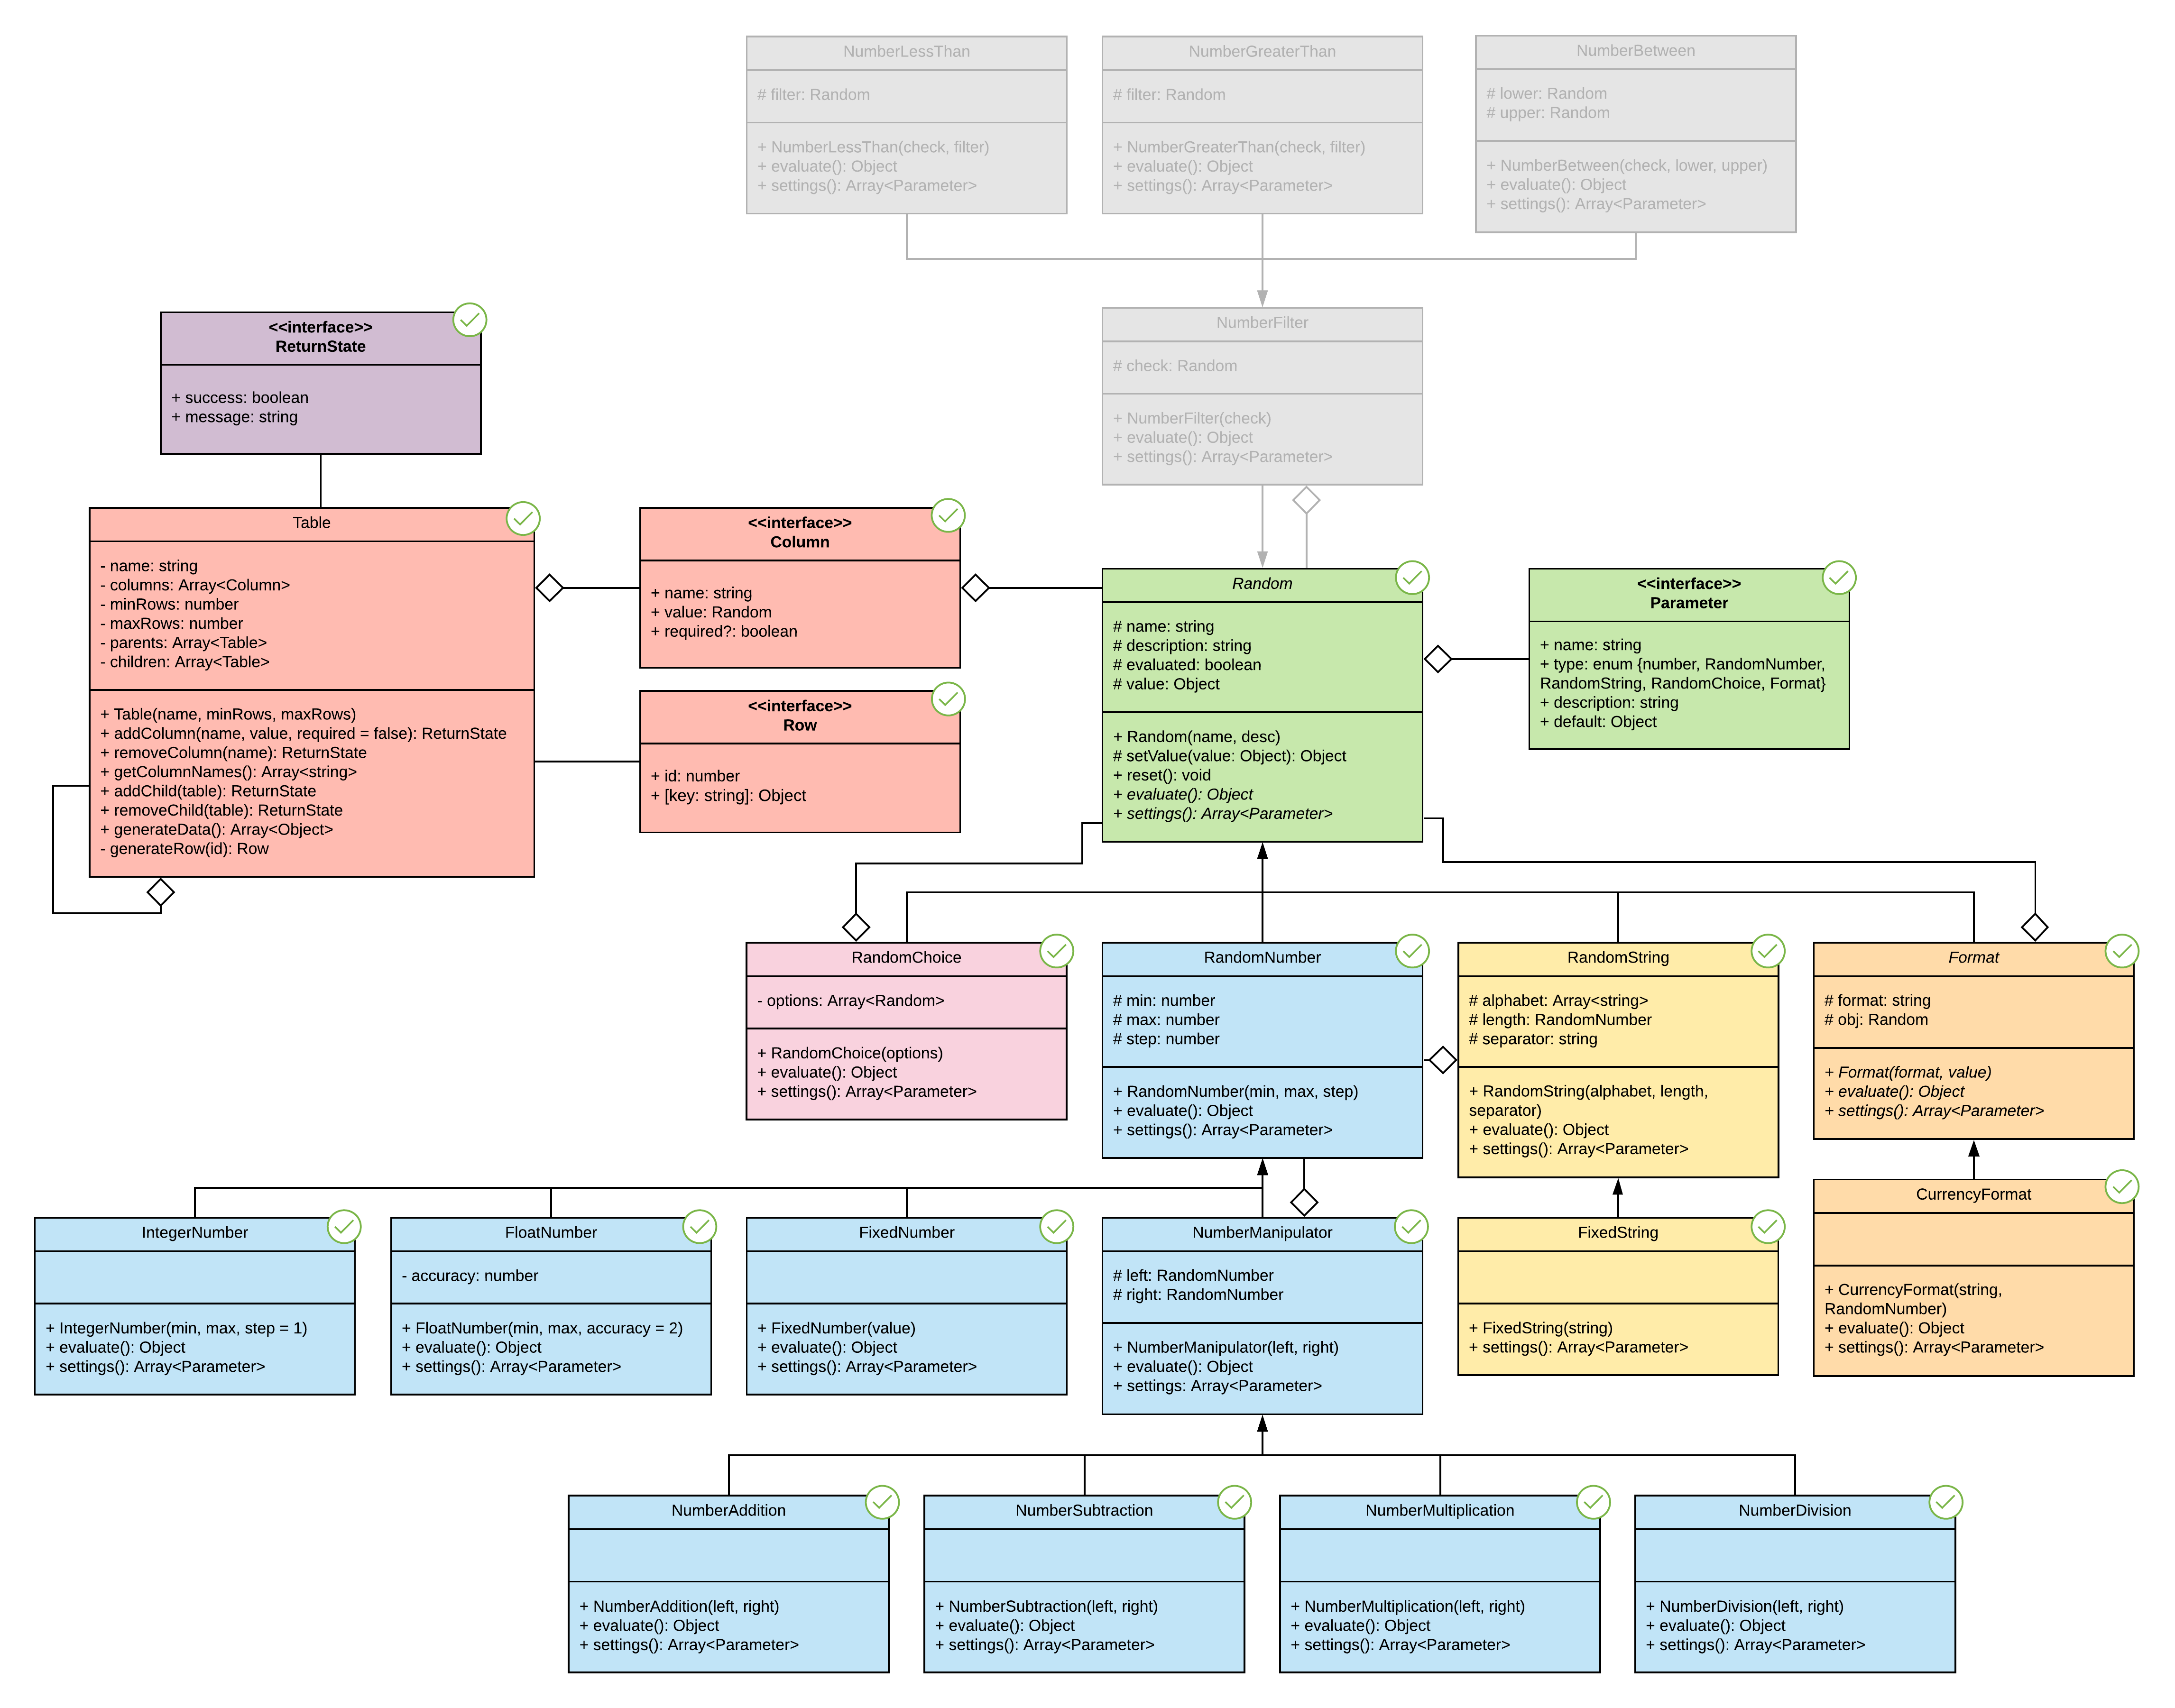 NumberLessThan
# filter: Random
+ NumberLessThan(check, filter)
+ evaluate(): Object
+ settings(): Array<Parameter>
NumberGreaterThan
# filter: Random
+ NumberGreaterThan(check, filter)
+ evaluate(): Object
+ settings(): Array<Parameter>
NumberBetween
# lower: Random
# upper: Random
+ NumberBetween(check, lower, upper)
+ evaluate(): Object
+ settings(): Array<Parameter>
NumberFilter
# check: Random
+ NumberFilter(check)
+ evaluate(): Object
+ settings(): Array<Parameter>
<<interface>>
ReturnState
+ success: boolean
+ message: string
Table
- name: string
- columns: Array<Column>
- minRows: number
- maxRows: number
- parents: Array<Table>
- children: Array<Table>
+ Table(name, minRows, maxRows)
+ addColumn(name, value, required = false): ReturnState
+ removeColumn(name): ReturnState
+ getColumnNames(): Array<string>
+ addChild(table): ReturnState
+ removeChild(table): ReturnState
+ generateData(): Array<Object>
- generateRow(id): Row
<<interface>>
Column
+ name: string
+ value: Random
+ required?: boolean
<<interface>>
Row
+ id: number
+ [key: string]: Object
Random
# name: string
# description: string
# evaluated: boolean
# value: Object
+ Random(name, desc)
# setValue(value: Object): Object
+ reset(): void
+ evaluate(): Object
+ settings(): Array<Parameter>
<<interface>>
Parameter
+ name: string
+ type: enum {number, RandomNumber,
RandomString, RandomChoice, Format}
+ description: string
+ default: Object
RandomChoice
- options: Array<Random>
+ RandomChoice(options)
+ evaluate(): Object
+ settings(): Array<Parameter>
RandomNumber
# min: number
# max: number
# step: number
+ RandomNumber(min, max, step)
+ evaluate(): Object
+ settings(): Array<Parameter>
RandomString
# alphabet: Array<string>
# length: RandomNumber
# separator: string
+ RandomString(alphabet, length,
separator)
+ evaluate(): Object
+ settings(): Array<Parameter>
Format
# format: string
# obj: Random
+ Format(format, value)
+ evaluate(): Object
+ settings(): Array<Parameter>
IntegerNumber
+ IntegerNumber(min, max, step = 1)
+ evaluate(): Object
+ settings(): Array<Parameter>
FloatNumber
- accuracy: number
+ FloatNumber(min, max, accuracy = 2)
+ evaluate(): Object
+ settings(): Array<Parameter>
FixedNumber
+ FixedNumber(value)
+ evaluate(): Object
+ settings(): Array<Parameter>
NumberManipulator
# left: RandomNumber
# right: RandomNumber
+ NumberManipulator(left, right)
+ evaluate(): Object
+ settings: Array<Parameter>
FixedString
+ FixedString(string)
+ settings(): Array<Parameter>
CurrencyFormat
+ CurrencyFormat(string,
RandomNumber)
+ evaluate(): Object
+ settings(): Array<Parameter>
NumberAddition
+ NumberAddition(left, right)
+ evaluate(): Object
+ settings(): Array<Parameter>
NumberSubtraction
+ NumberSubtraction(left, right)
+ evaluate(): Object
+ settings(): Array<Parameter>
NumberMultiplication
+ NumberMultiplication(left, right)
+ evaluate(): Object
+ settings(): Array<Parameter>
NumberDivision
+ NumberDivision(left, right)
+ evaluate(): Object
+ settings(): Array<Parameter>